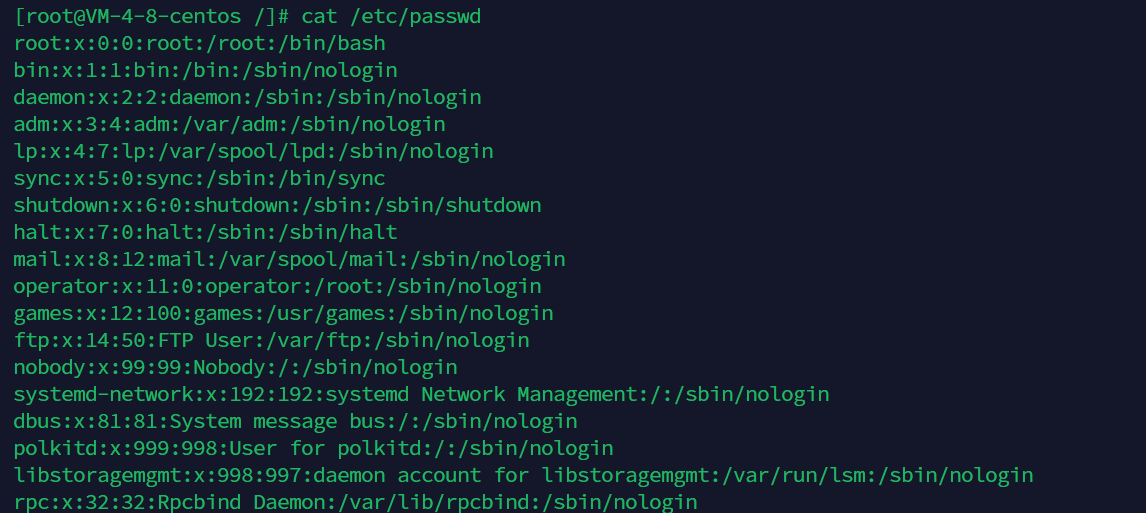 [root@VM-4-8-centos /]# cat /etc/passwd
root:x:0:0:root:/root:/bin/bash
bin:x:1:1:bin:/bin:/sbin/nologin
daemon:x:2:2:daemon:/sbin:/sbin/nologin
adm:x:3:4:adm:/var/adm:/sbin/nologin
lp:x:4:7:lp:/var/spool/lpd:/sbin/nologin
sync:x:5:0:sync:/sbin:/bin/sync
shutdown:x:6:0:shutdown:/sbin:/sbin/shutdown
halt:x:7:0:halt:/sbin:/sbin/halt
mail:x:8:12:mail:/var/spool/mail:/sbin/nologin
operator:x:11:0:operator:/root:/sbin/nologin
games:x:12:100:games:/usr/games:/sbin/nologin
ftp:x:14:50:FTP User:/var/ftp:/sbin/nologin
nobody:x:99:99:Nobody:/:/sbin/nologin
systemd-network:x:192:192:systemd Network Management:/:/sbin/nologin
dbus:x:81:81:System message bus:/:/sbin/nologin
polkitd:x:999:998:User for polkitd:/:/sbin/nologin
libstoragemgmt:x:998:997:daemon account for libstoragemgmt:/var/run/lsm:/sbin/nologin
rpc:x:32:32:Rpcbind Daemon:/var/lib/rpcbind:/sbin/nologin